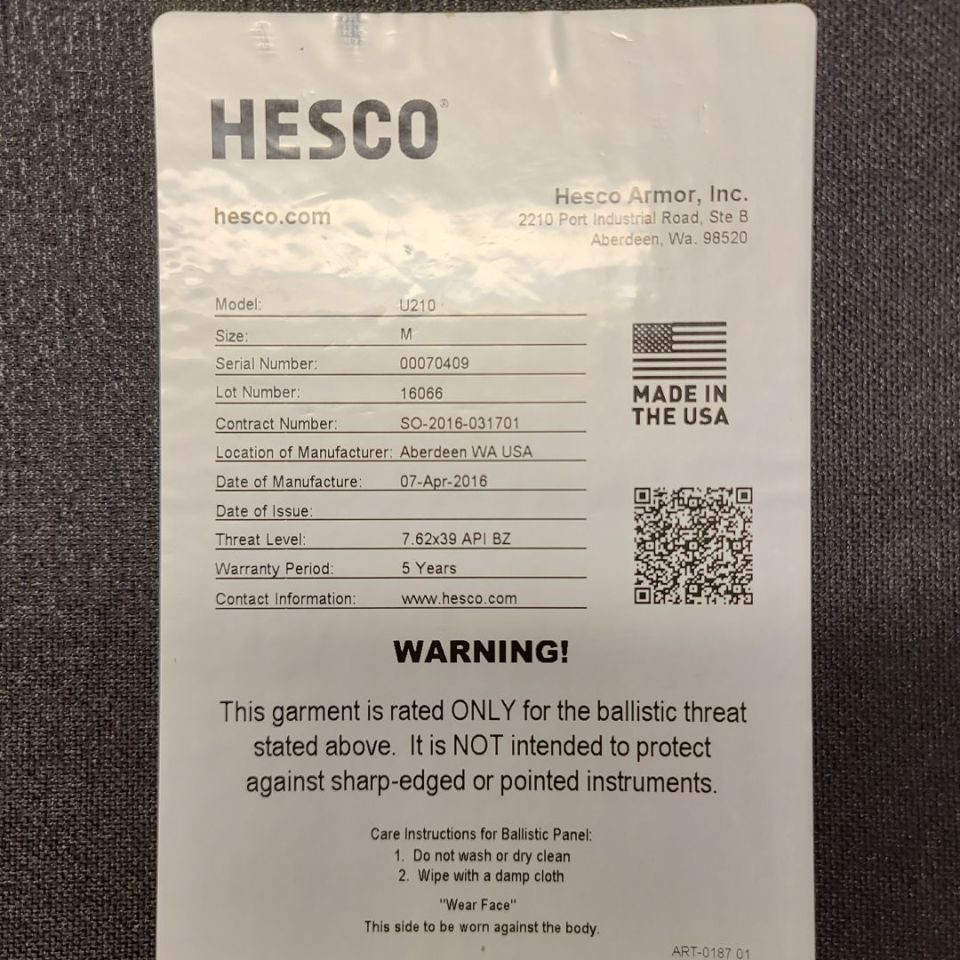 HESCO®
Hesco Armor, Inc.
hesco.com
2210 Port Industrial Road, Ste B
Aberdeen, Wa. 98520
Model: U210
Size: M
Serial Number: 00070409
Lot Number: 16066
Contract Number: SO-2016-031701
Location of Manufacturer: Aberdeen WA USA
Date of Manufacture: 07-Apr-2016
Date of Issue:
Threat Level: 7.62x39 API BZ
Warranty Period: 5 Years
Contact Information: www.hesco.com
MADE IN
THE USA
WARNING!
This garment is rated ONLY for the ballistic threat
stated above. It is NOT intended to protect
against sharp-edged or pointed instruments.
Care Instructions for Ballistic Panel:
1. Do not wash or dry clean
2. Wipe with a damp cloth
"Wear Face"
This side to be worn against the body.
ART-0187 01